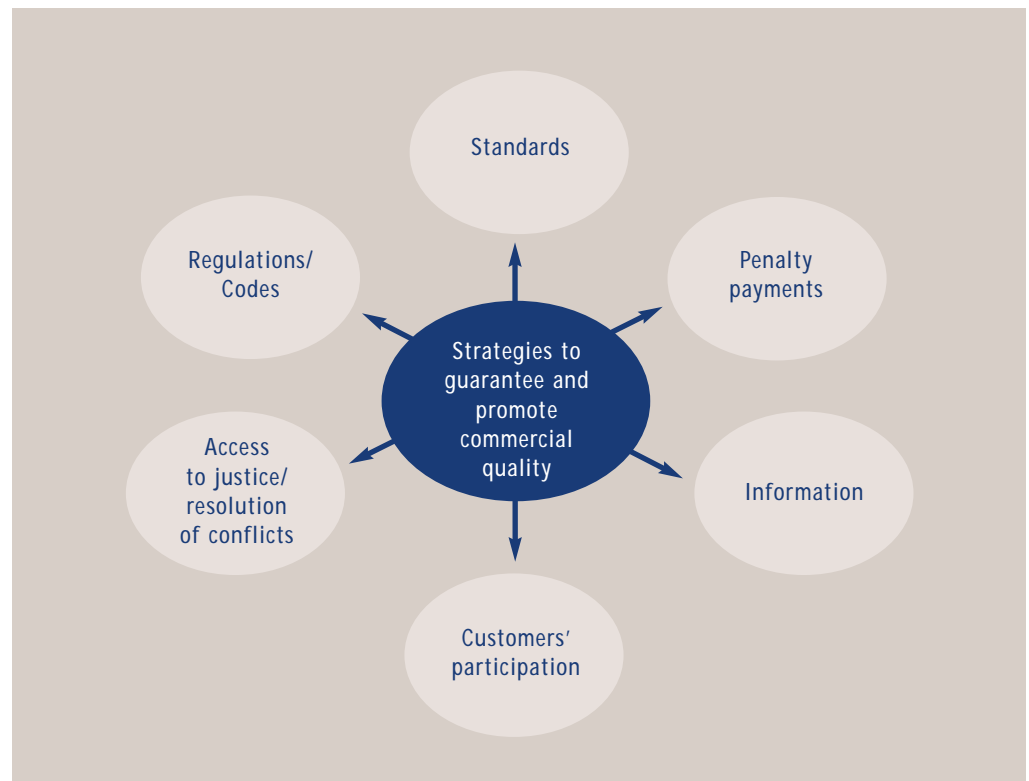 Standards
Regulations/
Codes
Penalty
payments
Strategies to
guarantee and
promote
commercial
quality
Access
to justice/
resolution
of conflicts
Information
Customers’
participation